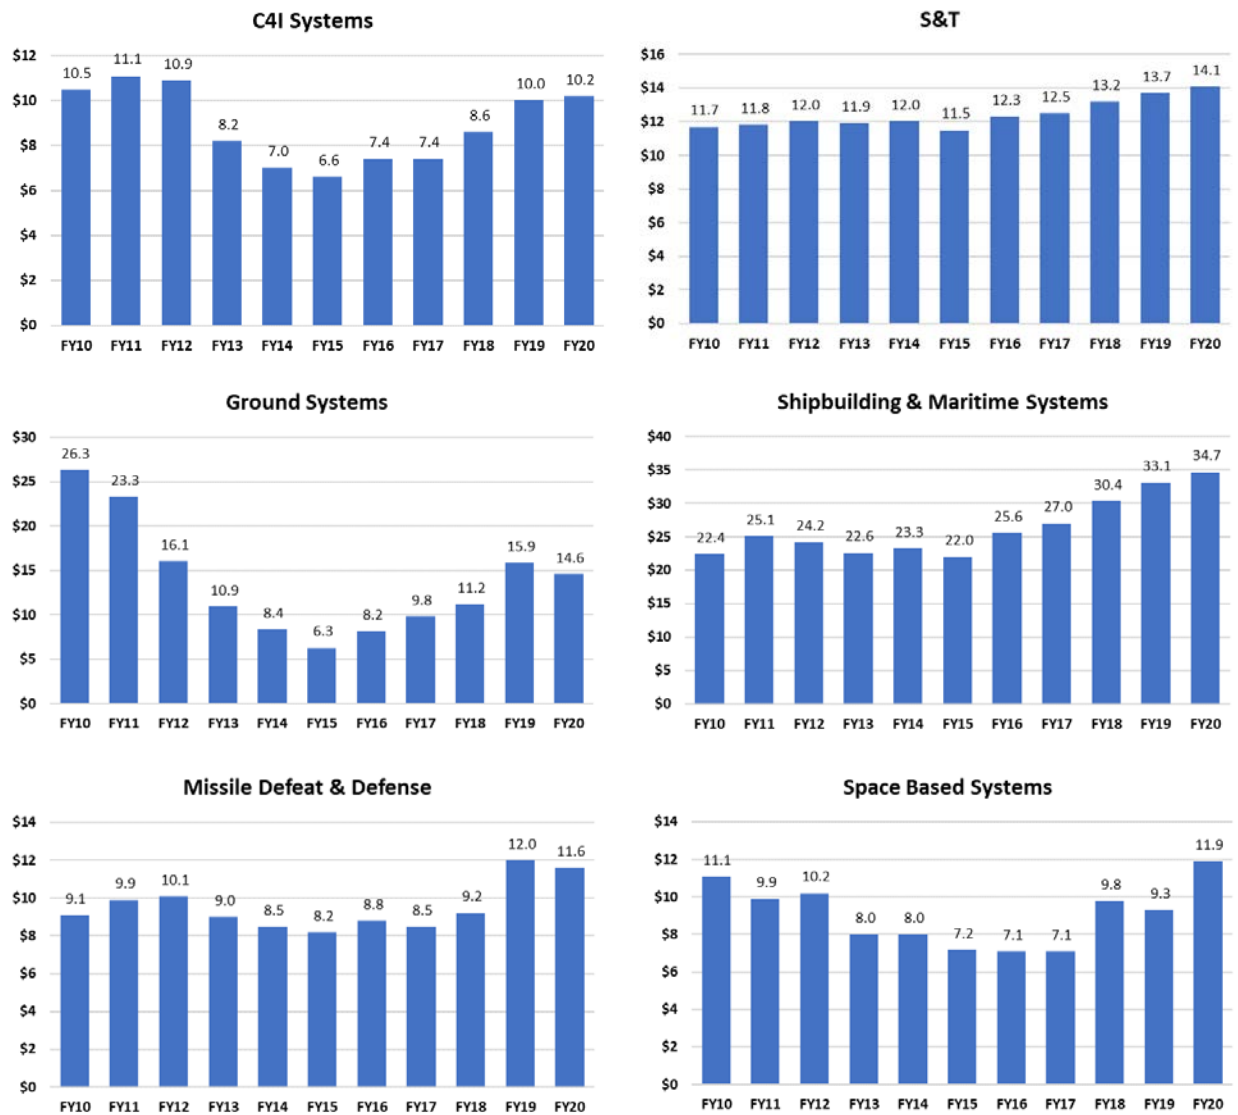 C4I Systems
$12
$10
$8
$6
$4
$2
$0
10.5 11.1 10.9 8.2 7.0 6.6 7.4 7.4 8.6 10.0 10.2
FY10 FY11 FY12 FY13 FY14 FY15 FY16 FY17 FY18 FY19 FY20
S&T
$16
$14
$12
$10
$8
$6
$4
$2
$0
11.7 11.8 12.0 11.9 12.0 11.5 12.3 12.5 13.2 13.7 14.1
FY10 FY11 FY12 FY13 FY14 FY15 FY16 FY17 FY18 FY19 FY20
Ground Systems
$30
$25
$20
$15
$10
$5
$0
26.3 23.3 16.1 10.9 8.4 6.3 8.2 9.8 11.2 15.9 14.6
FY10 FY11 FY12 FY13 FY14 FY15 FY16 FY17 FY18 FY19 FY20
Shipbuilding & Maritime Systems
$40
$35
$30
$25
$20
$15
$10
$5
$0
22.4 25.1 24.2 22.6 23.3 22.0 25.6 27.0 30.4 33.1 34.7
FY10 FY11 FY12 FY13 FY14 FY15 FY16 FY17 FY18 FY19 FY20
Missile Defeat & Defense
$14
$12
$10
$8
$6
$4
$2
$0
9.1 9.9 10.1 9.0 8.5 8.2 8.8 8.5 9.2 12.0 11.6
FY10 FY11 FY12 FY13 FY14 FY15 FY16 FY17 FY18 FY19 FY20
Space Based Systems
$14
$12
$10
$8
$6
$4
$2
$0
11.1 9.9 10.2 8.0 8.0 7.2 7.1 7.1 9.8 9.3 11.9
FY10 FY11 FY12 FY13 FY14 FY15 FY16 FY17 FY18 FY19 FY20